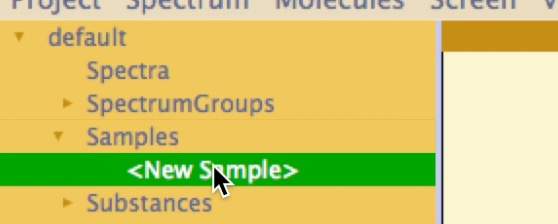 Project Spectrum Molecules Screen
default
Spectra
SpectrumGroups
Samples
<New Sample>
Substances